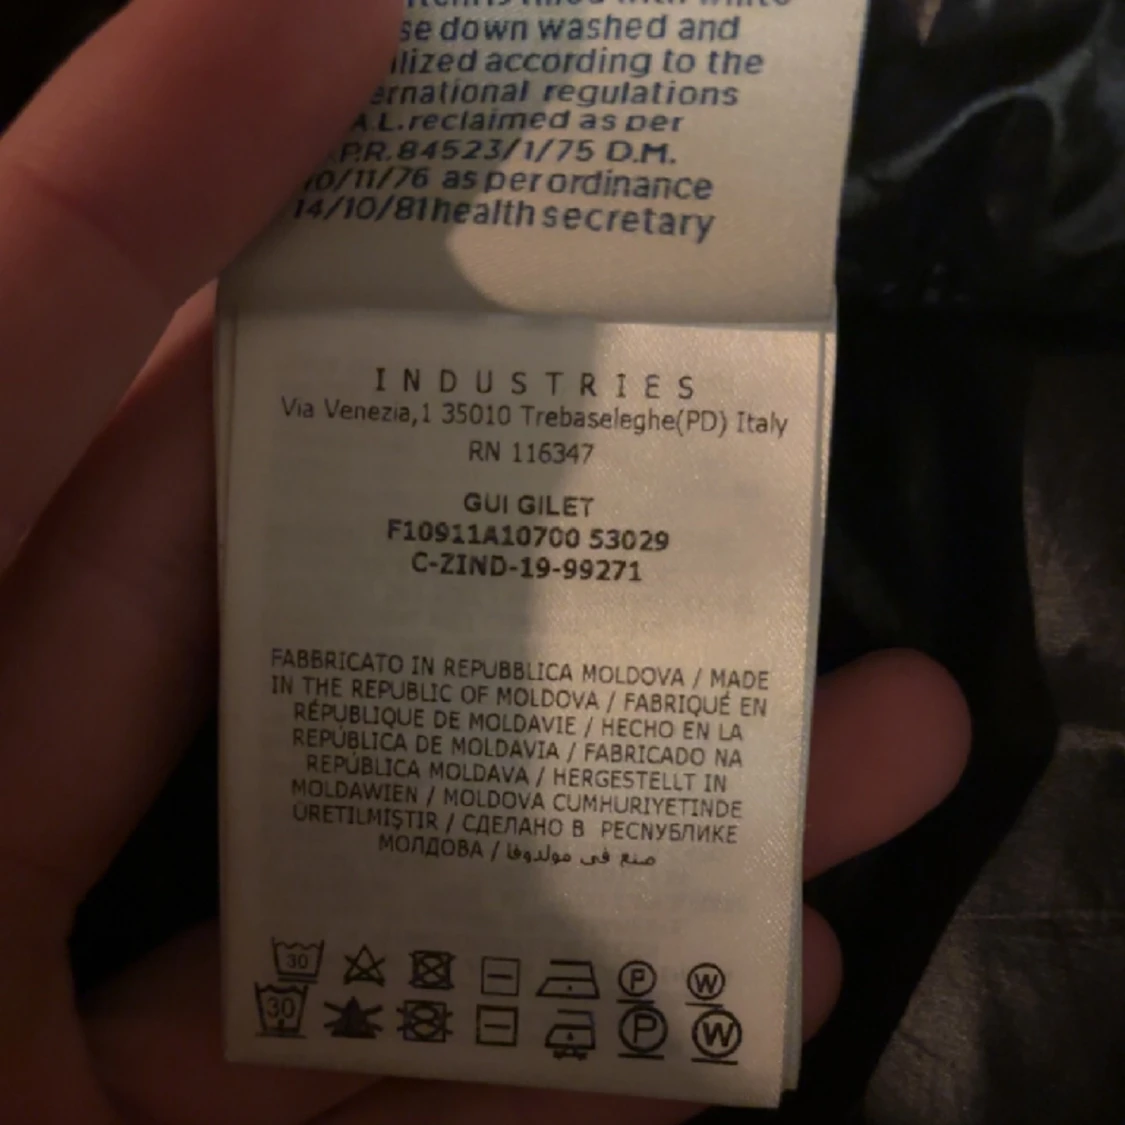 se down washed and
ilized according to the
ernational regulations
A.L.reclaimed as per
P.R.84523/1/75 D.M.
10/11/76 as per ordinance
14/10/81 health secretary
INDUSTRIES
Via Venezia,1 35010 Trebaseleghe(PD) Italy
RN 116347
GUI GILET
F10911A10700 53029
C-ZIND-19-99271
FABBRICATO IN REPUBBLICA MOLDOVA / MADE
IN THE REPUBLIC OF MOLDOVA / FABRIQUÉ EN
RÉPUBLIQUE DE MOLDAVIE / HECHO EN LA
REPÚBLICA DE MOLDAVIA / FABRICADO NA
REPÚBLICA MOLDAVA / HERGESTELLT IN
MOLDAWIEN / MOLDOVA CUMHURIYETINDE
ÜRETILMIŞTIR / СДЕЛАНО В РЕСПУБЛИКЕ
МОЛДОВА / صنع في مولدوفا
30 P W
30 P W